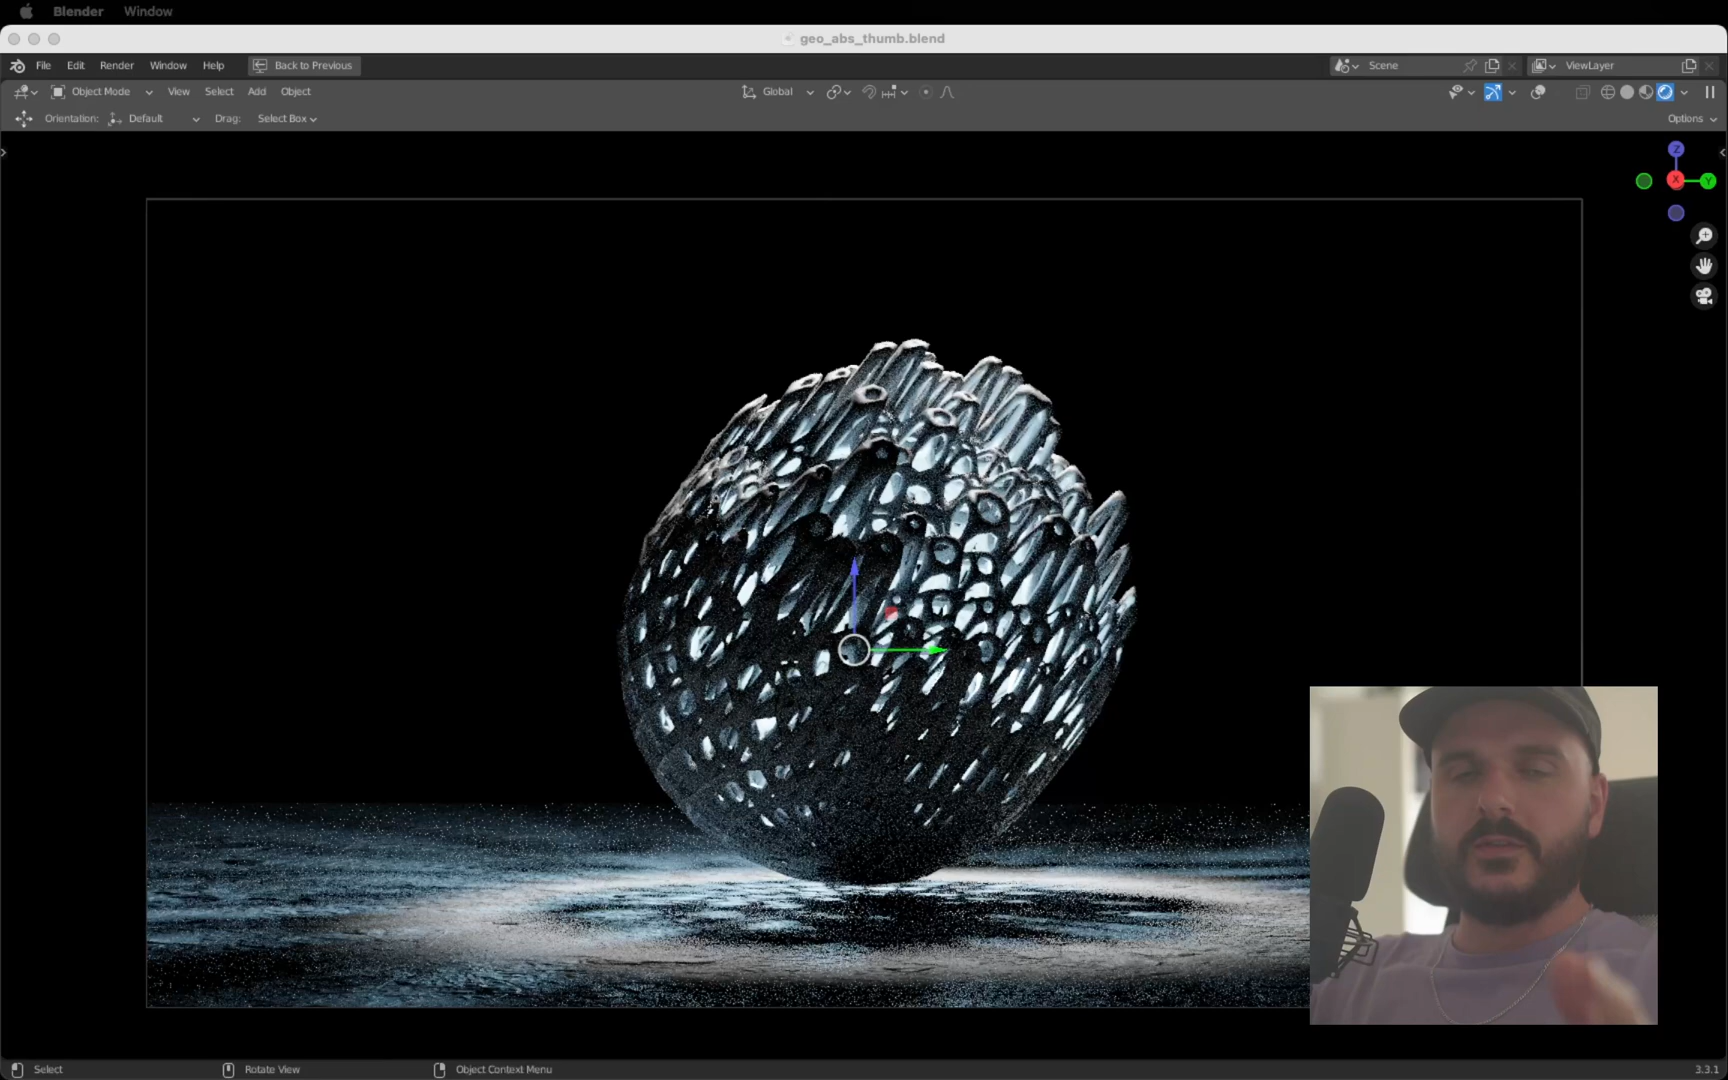 Blender Window
geo_abs_thumb.blend
File Edit Render Window Help Back to Previous Scene ViewLayer
Object Mode View Select Add Object Global
Orientation: Default Drag: Select Box Options
Z
X Y
Select Rotate View Object Context Menu 3.3.1